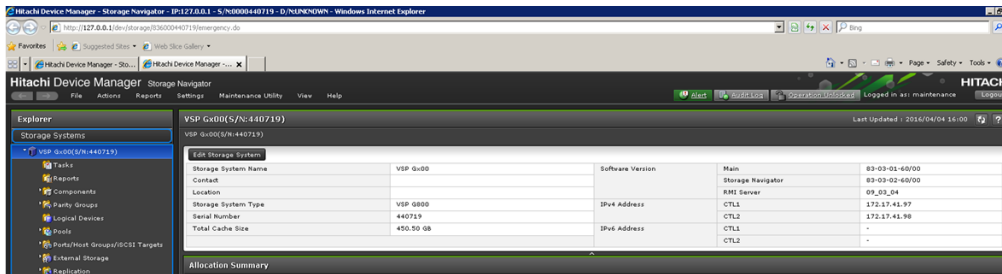 Hitachi Device Manager - Storage Navigator - IP:127.0.0.1 - S/N:0000440719 - D/N:UNKNOWN - Windows Internet Explorer
http://127.0.0.1/dev/storage/836000440719/emergency.do
Bing
Favorites Suggested Sites Web Slice Gallery
Hitachi Device Manager - Sto... Hitachi Device Manager -... x Page Safety Tools
Hitachi Device Manager Storage Navigator HITACHI
File Actions Reports Settings Maintenance Utility View Help Alert Audit Log Operation Unlocked Logged in as: maintenance
Explorer VSP Gx00(S/N:440719) Last Updated : 2016/04/04 16:00
Storage Systems VSP Gx00(S/N:440719)
VSP Gx00(S/N:440719) Edit Storage System
Tasks Storage System Name VSP Gx00 Software Version Main 83-03-01-60/00
Reports Contact Storage Navigator 83-03-02-60/00
Components Location RMI Server 09_03_04
Parity Groups Storage System Type VSP G800 IPv4 Address CTL1 172.17.41.97
Logical Devices Serial Number 440719 CTL2 172.17.41.98
Pools Total Cache Size 450.50 GB IPv6 Address CTL1 -
Ports/Host Groups/iSCSI Targets CTL2 -
External Storage Allocation Summary
Replication